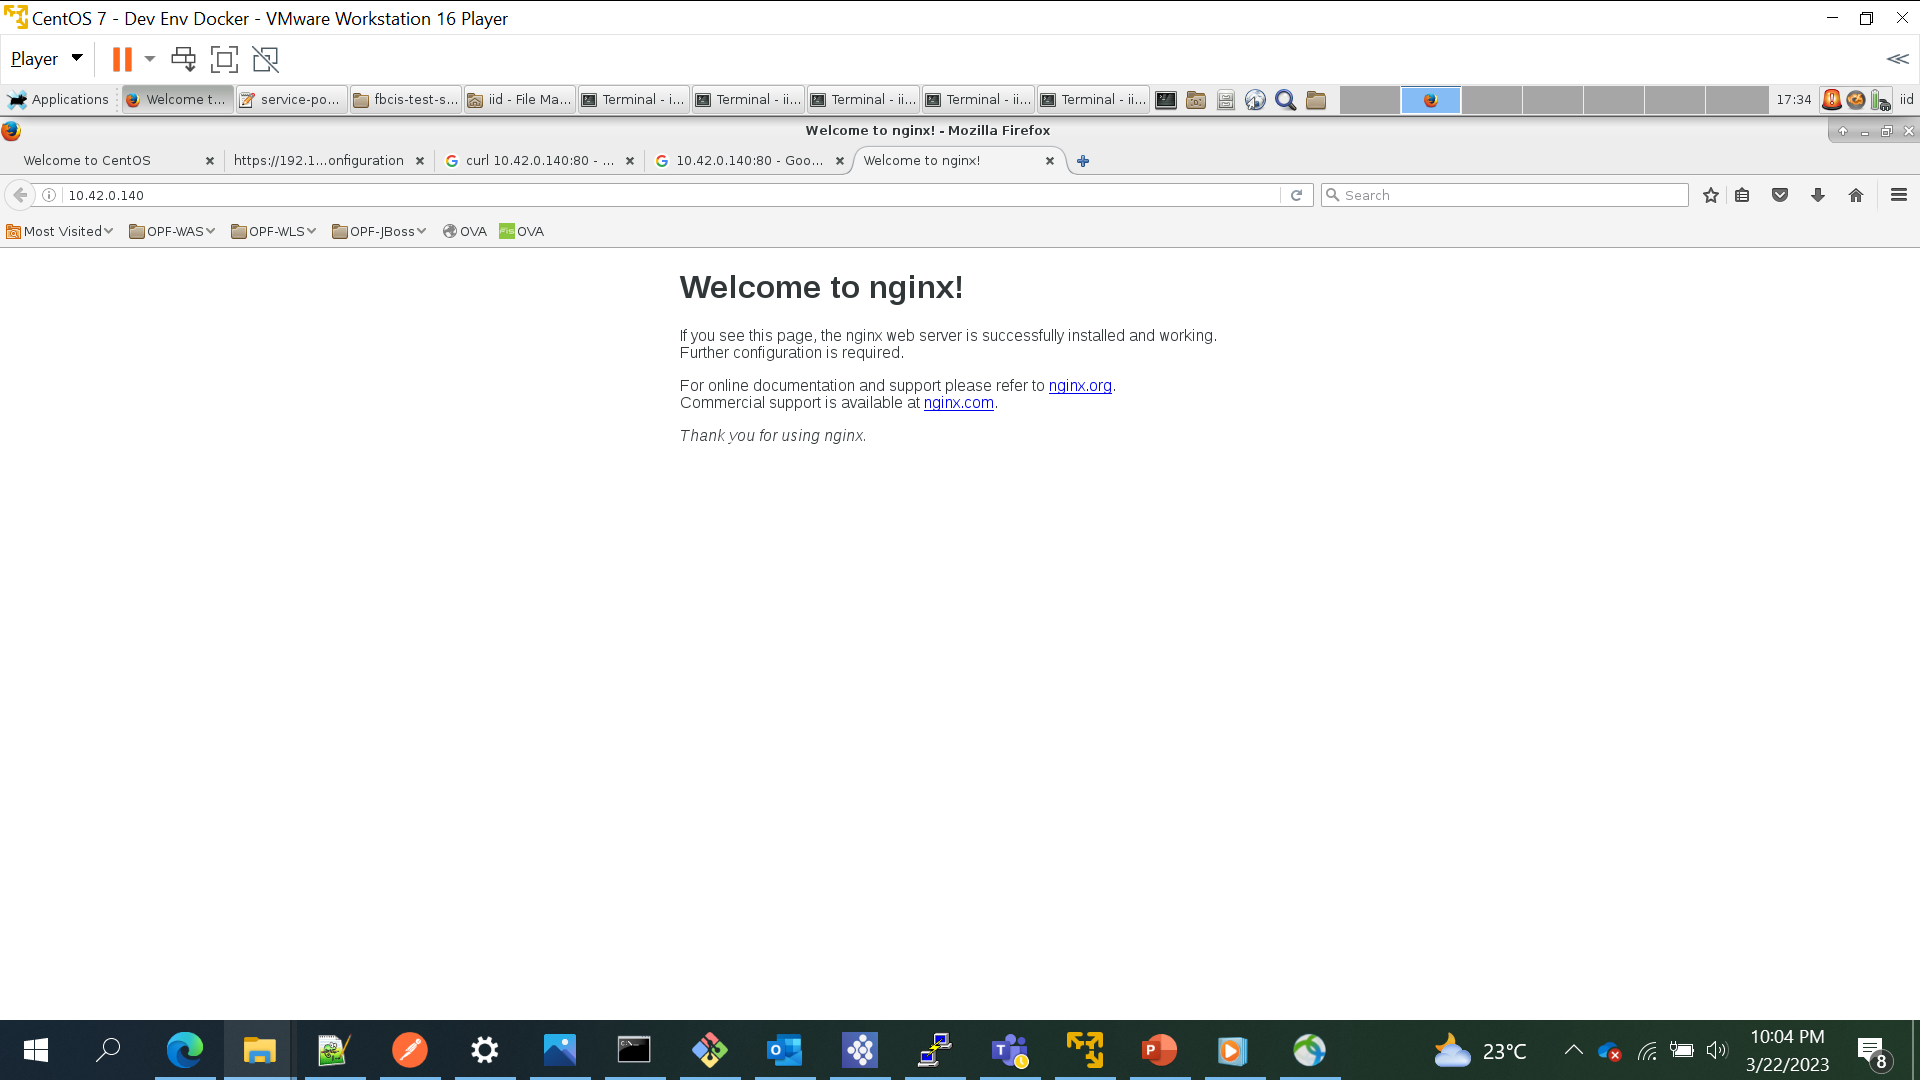 CentOS 7 - Dev Env Docker - VMware Workstation 16 Player
Player
Applications
Welcome t...
service-po...
fbcis-test-s...
iid - File Ma...
Terminal - i...
Terminal - ii...
Terminal - ii...
Terminal - ii...
Terminal - ii...
17:34
iid
Welcome to nginx! - Mozilla Firefox
Welcome to CentOS
https://192.1...onfiguration
curl 10.42.0.140:80 - ...
10.42.0.140:80 - Goo...
Welcome to nginx!
10.42.0.140
Search
Most Visited
OPF-WAS
OPF-WLS
OPF-JBoss
OVA
OVA
Welcome to nginx!
If you see this page, the nginx web server is successfully installed and working.
Further configuration is required.
For online documentation and support please refer to nginx.org.
Commercial support is available at nginx.com.
Thank you for using nginx.
23°C
10:04 PM
3/22/2023
8